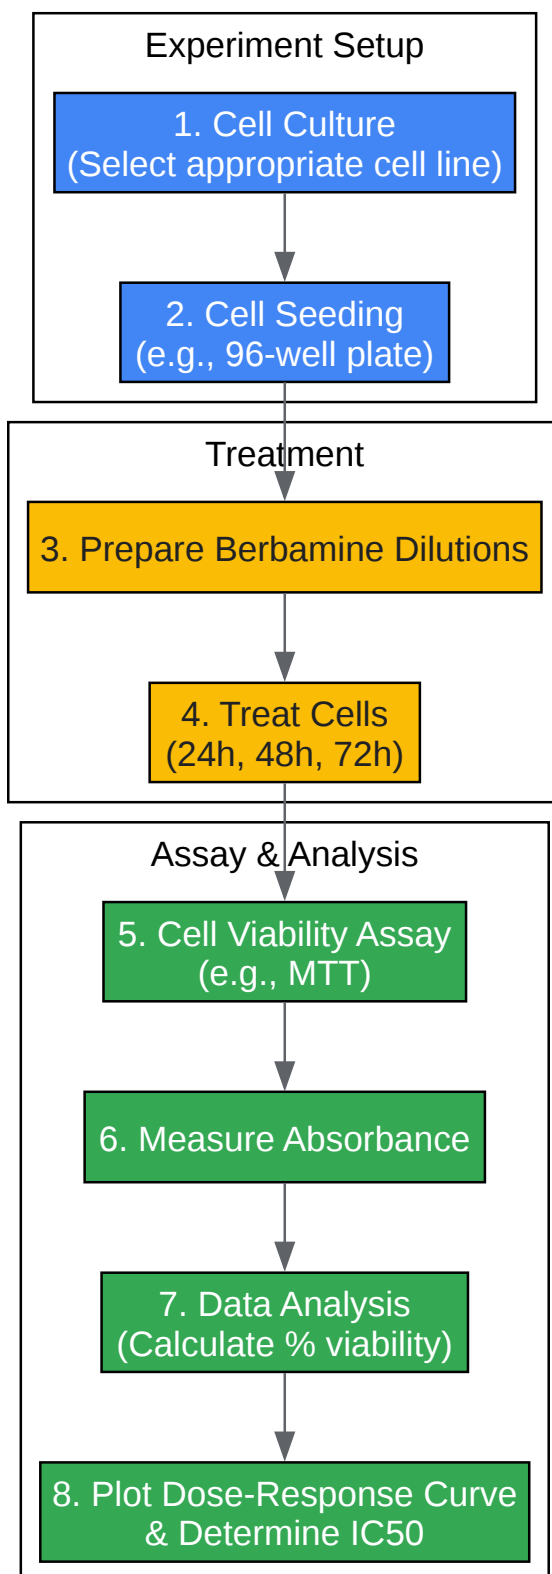 Experiment Setup
1. Cell Culture
(Select appropriate cell line)
2. Cell Seeding
(e.g., 96-well plate)
Treatment
3. Prepare Berbamine Dilutions
4. Treat Cells
(24h, 48h, 72h)
Assay & Analysis
5. Cell Viability Assay
(e.g., MTT)
6. Measure Absorbance
7. Data Analysis
(Calculate % viability)
8. Plot Dose-Response Curve
& Determine IC50